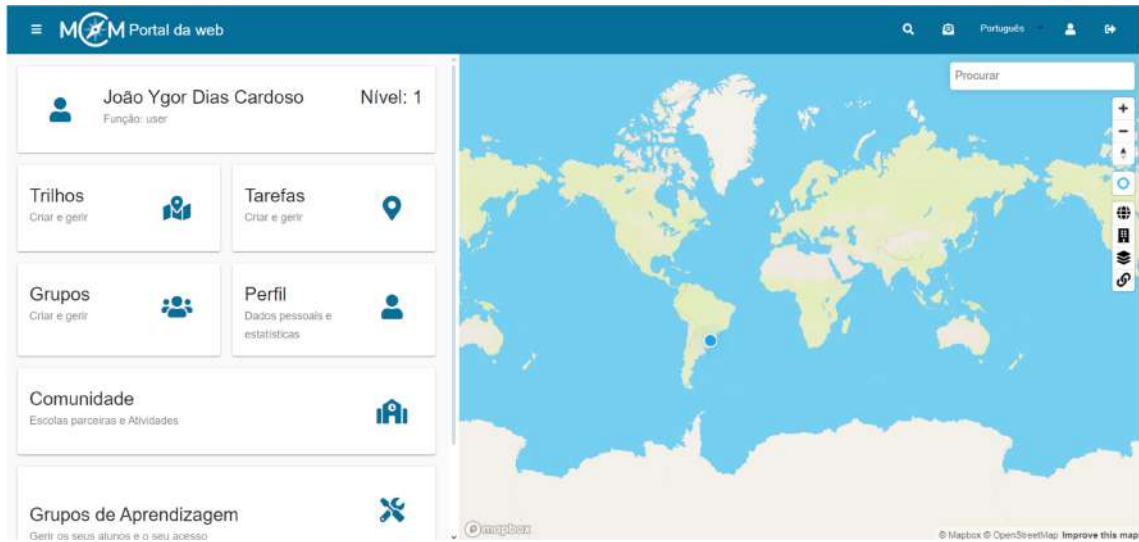 MCM Portal da web
Português
João Ygor Dias Cardoso
Nível: 1
Função: user
Trilhos
Criar e gerir
Tarefas
Criar e gerir
Grupos
Criar e gerir
Perfil
Dados pessoais e
estatísticas
Comunidade
Escolas parceiras e Atividades
Grupos de Aprendizagem
Gerir os seus alunos e o seu acesso
Procurar
mapbox
© Mapbox © OpenStreetMap Improve this map